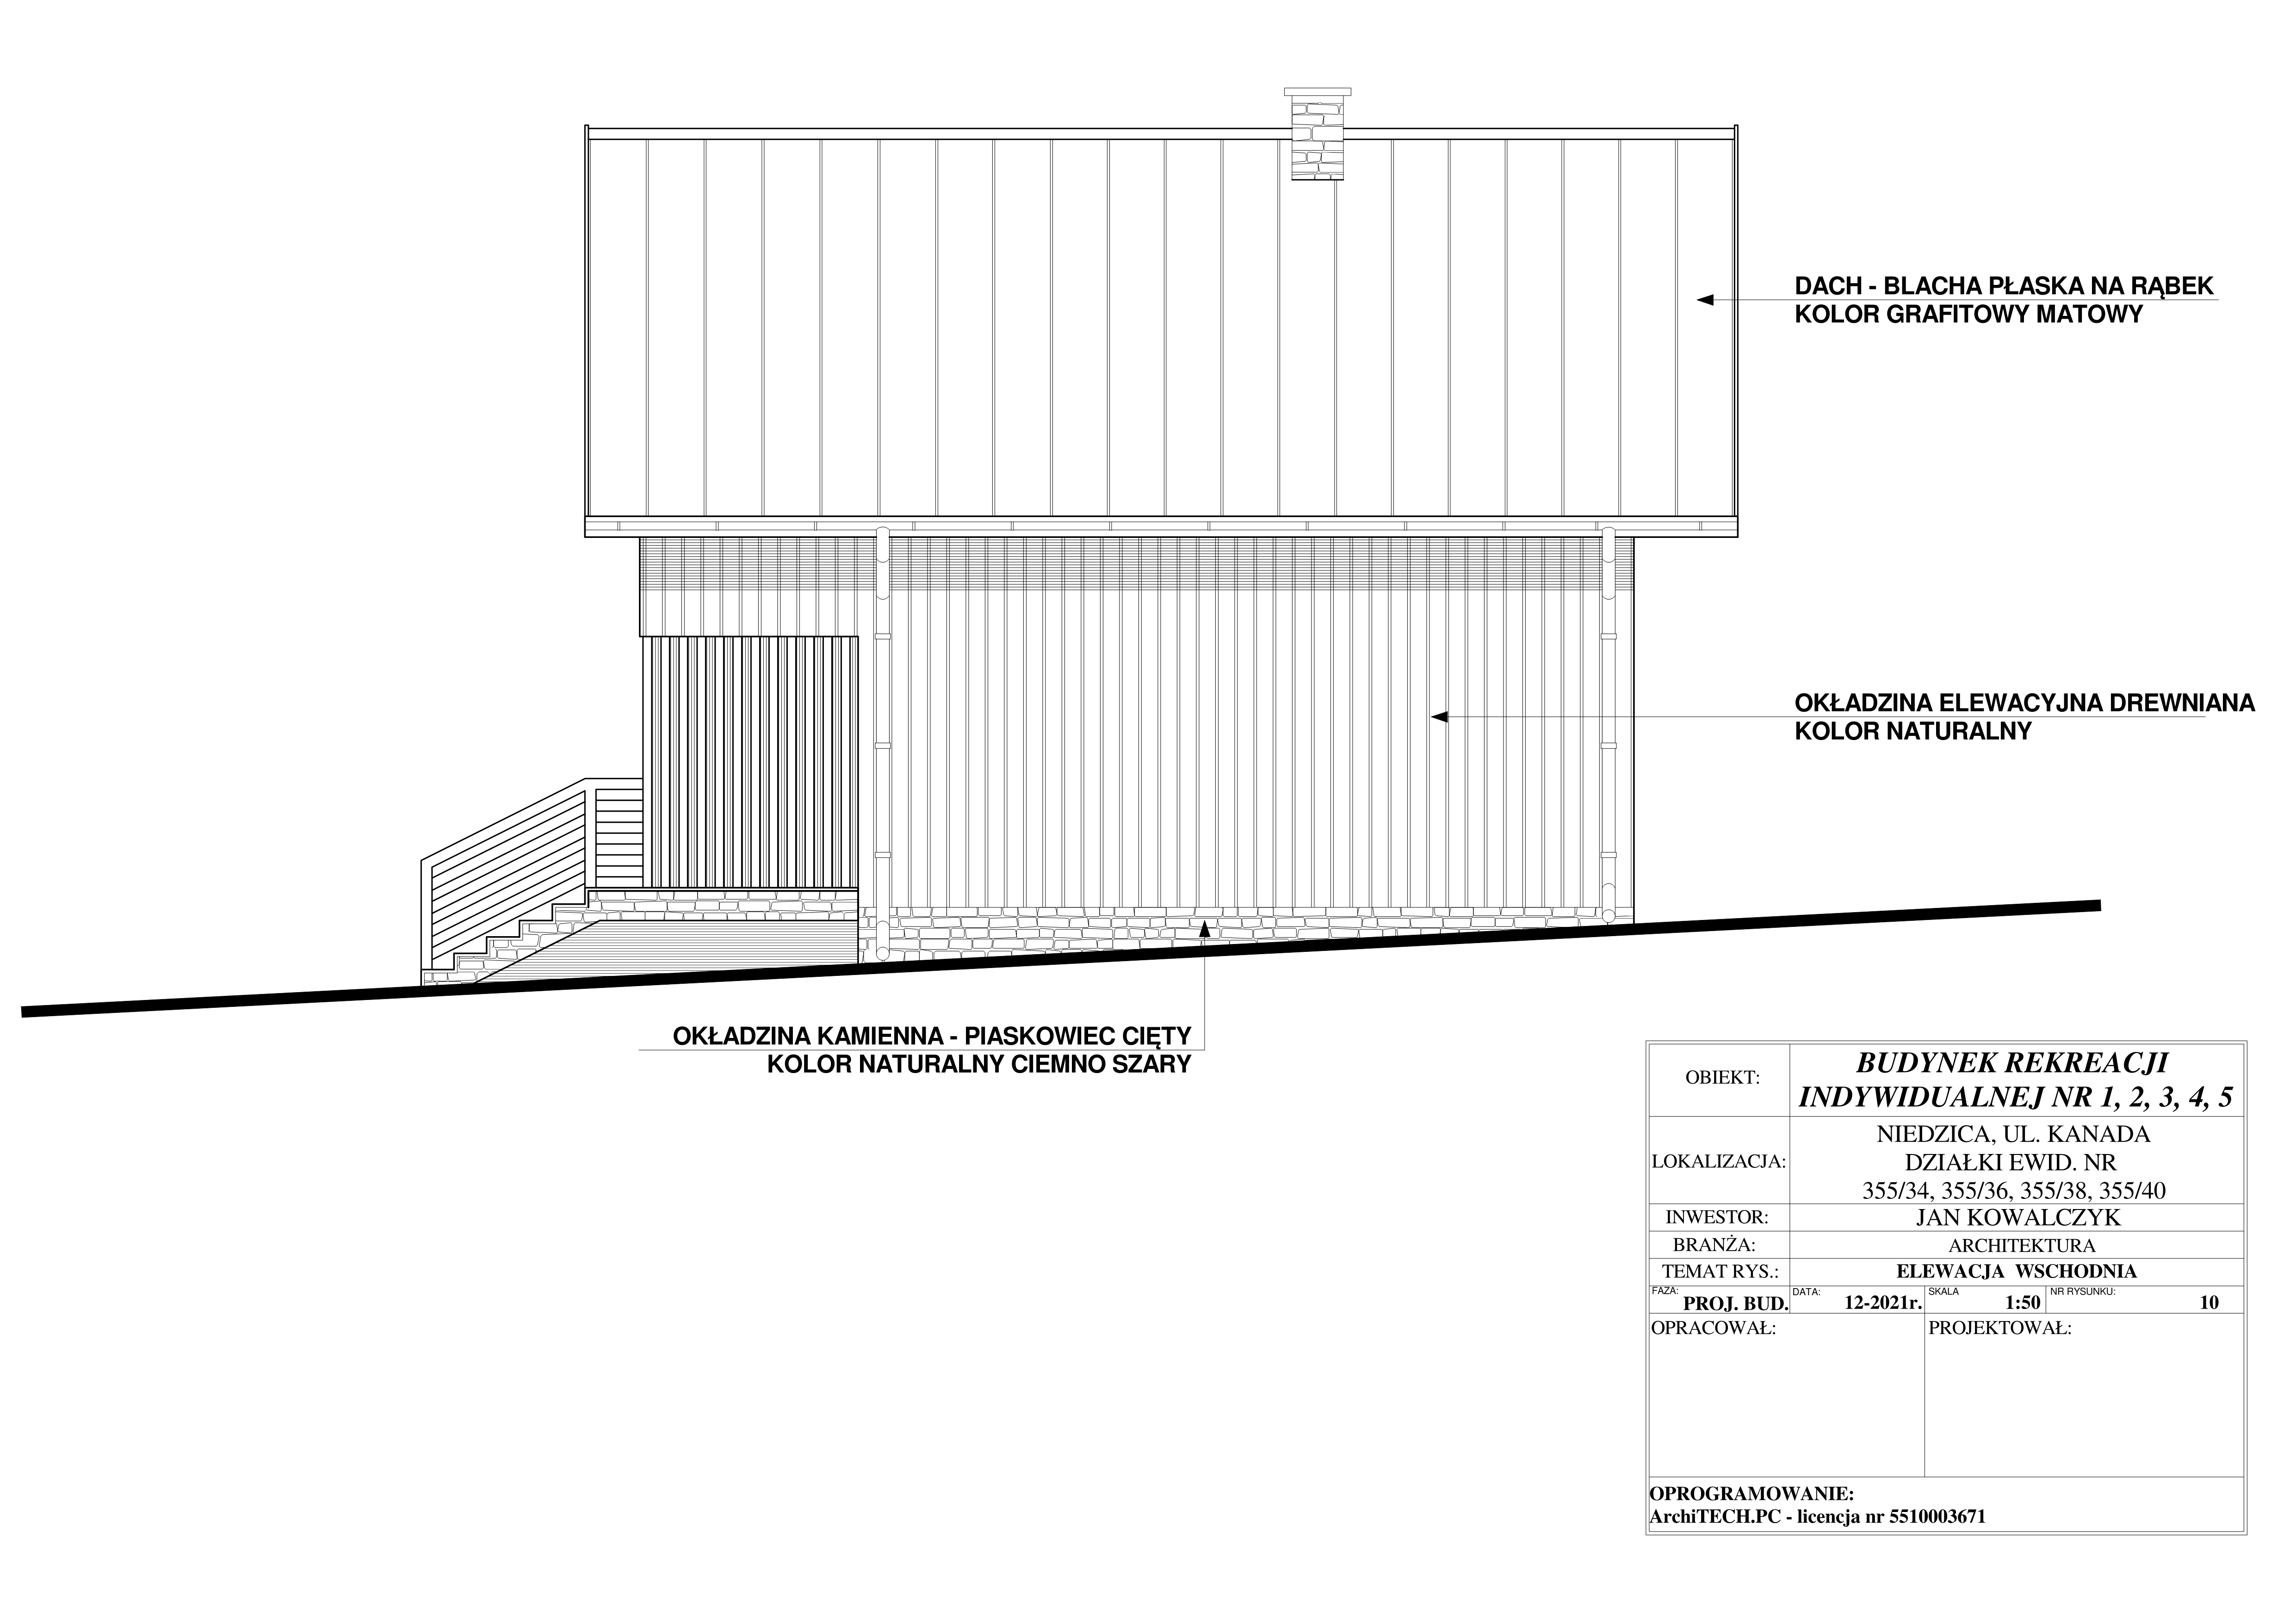 DACH - BLACHA PŁASKA NA RĄBEK
KOLOR GRAFITOWY MATOWY
OKŁADZINA ELEWACYJNA DREWNIANA
KOLOR NATURALNY
OKŁADZINA KAMIENNA - PIASKOWIEC CIĘTY
KOLOR NATURALNY CIEMNO SZARY
OBIEKT:
BUDYNEK REKREACJI
INDYWIDUALNEJ NR 1, 2, 3, 4, 5
LOKALIZACJA:
NIEDZICA, UL. KANADA
DZIAŁKI EWID. NR
355/34, 355/36, 355/38, 355/40
INWESTOR: JAN KOWALCZYK
BRANŻA: ARCHITEKTURA
TEMAT RYS.: ELEWACJA WSCHODNIA
FAZA: PROJ. BUD. DATA: 12-2021r. SKALA 1:50 NR RYSUNKU: 10
OPRACOWAŁ: PROJEKTOWAŁ:
OPROGRAMOWANIE:
ArchiTECH.PC - licencja nr 5510003671